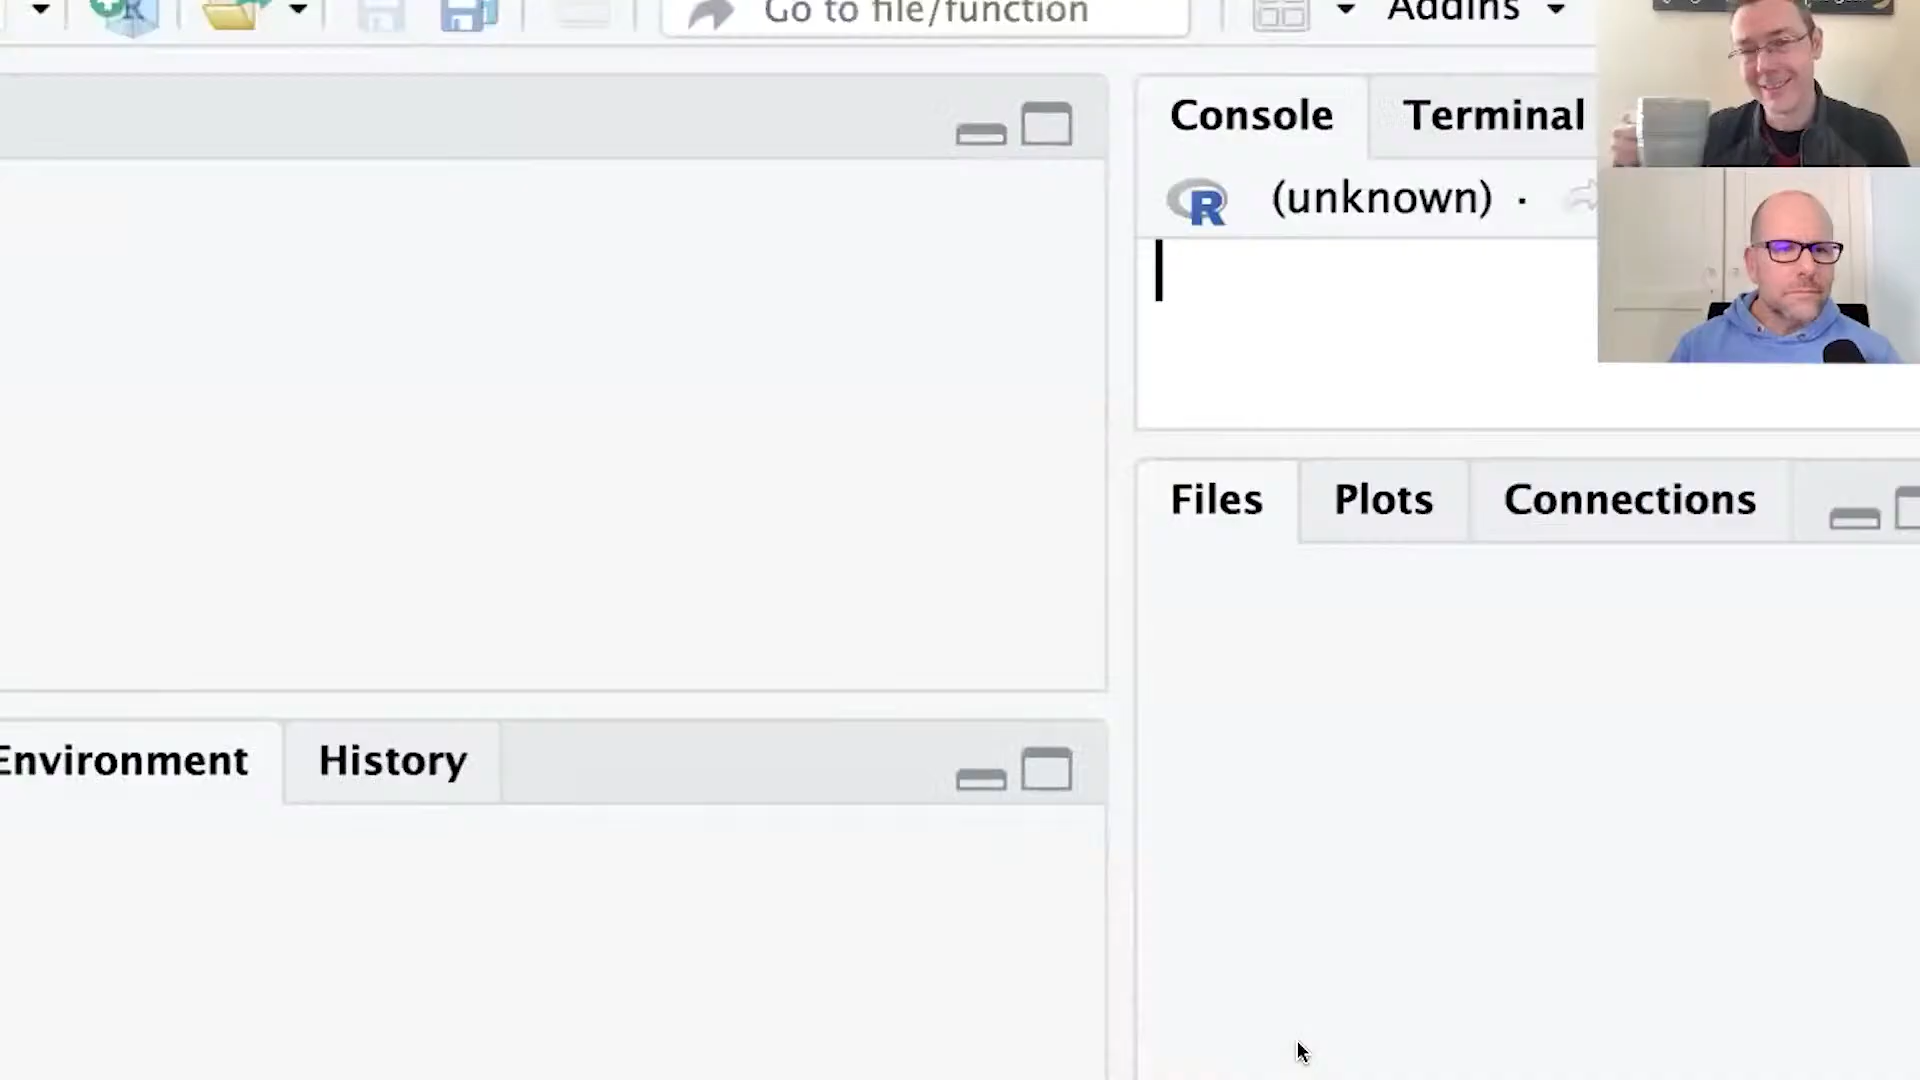 Go to file/function
Addins
Console
Terminal
R
(unknown) ·
Files
Plots
Connections
Environment
History